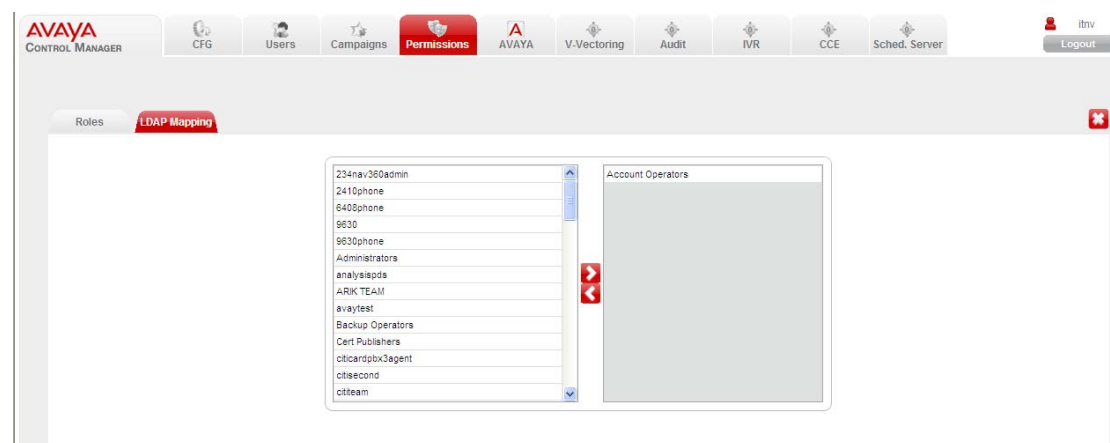 AVAYA
CONTROL MANAGER
CFG
Users
Campaigns
Permissions
A
AVAYA
V-Vectoring
Audit
IVR
CCE
Sched. Server
itnv
Logout
Roles
LDAP Mapping
234nav360admin
2410phone
6408phone
9630
9630phone
Administrators
analysispds
ARIK TEAM
avaytest
Backup Operators
Cert Publishers
citicardpbx3agent
citisecond
cititeam
Account Operators